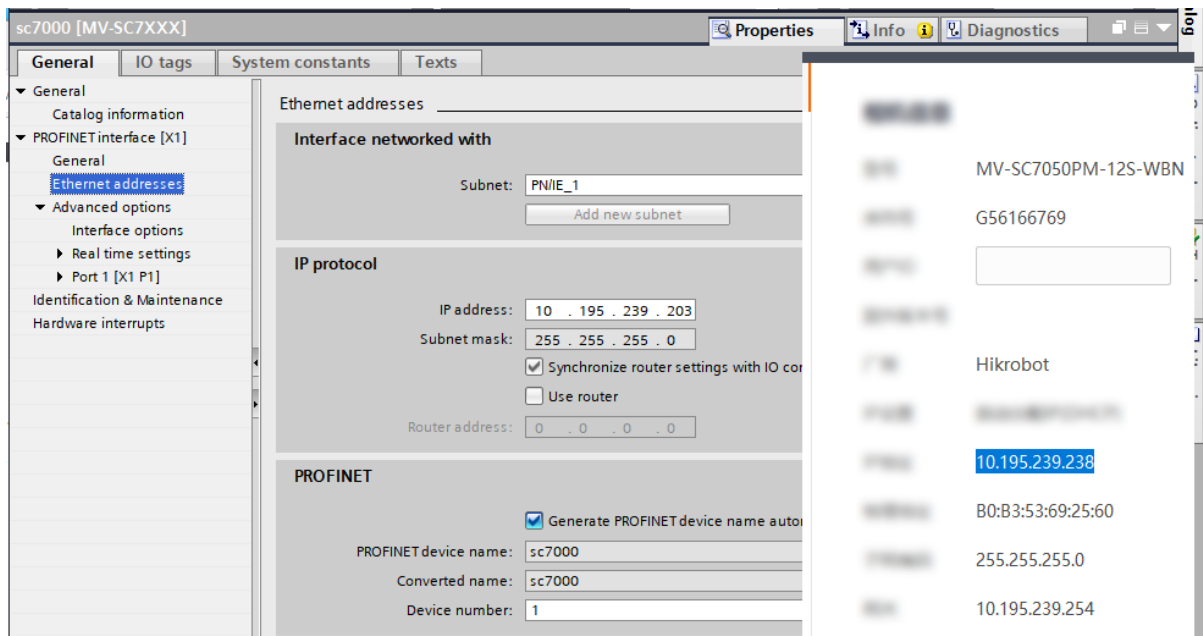 sc7000 [MV-SC7XXX]
Properties
Info
Diagnostics
log
General
IO tags
System constants
Texts
General
Catalog information
PROFINET interface [X1]
General
Ethernet addresses
Advanced options
Interface options
Real time settings
Port 1 [X1 P1]
Identification & Maintenance
Hardware interrupts
Ethernet addresses
Interface networked with
Subnet: PN/IE_1
Add new subnet
IP protocol
IP address: 10 . 195 . 239 . 203
Subnet mask: 255 . 255 . 255 . 0
Synchronize router settings with IO cor
Use router
Router address: 0 . 0 . 0 . 0
PROFINET
Generate PROFINET device name autor
PROFINET device name: sc7000
Converted name: sc7000
Device number: 1
MV-SC7050PM-12S-WBN
G56166769
Hikrobot
10.195.239.238
B0:B3:53:69:25:60
255.255.255.0
10.195.239.254